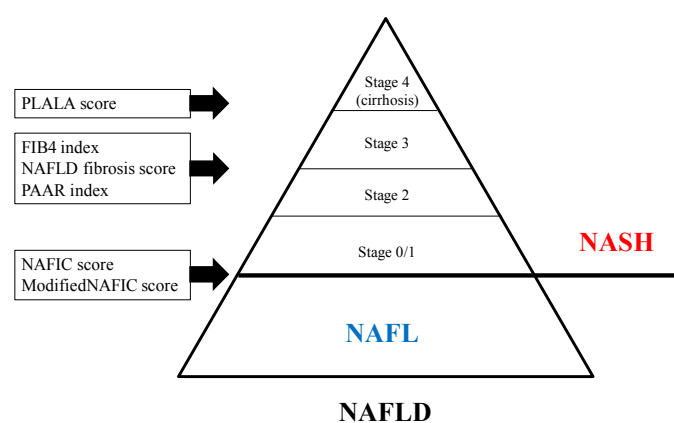 Stage 4
(cirrhosis)
PLALA score
FIB4 index
NAFLD fibrosis score
PAAR index
Stage 3
Stage 2
NASH
NAFIC score
ModifiedNAFIC score
Stage 0/1
NAFL
NAFLD